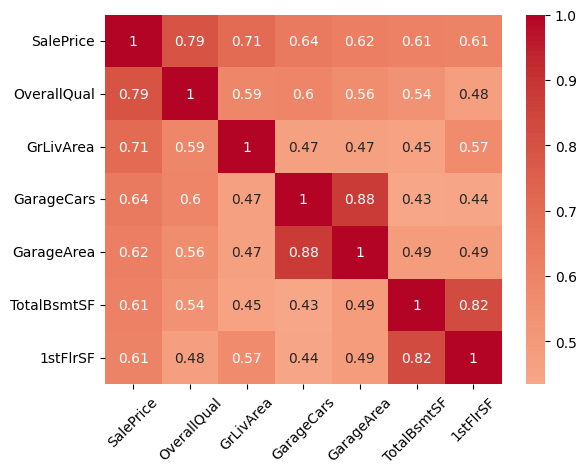 SalePrice 1 0.79 0.71 0.64 0.62 0.61 0.61
OverallQual 0.79 1 0.59 0.6 0.56 0.54 0.48
GrLivArea 0.71 0.59 1 0.47 0.47 0.45 0.57
GarageCars 0.64 0.6 0.47 1 0.88 0.43 0.44
GarageArea 0.62 0.56 0.47 0.88 1 0.49 0.49
TotalBsmtSF 0.61 0.54 0.45 0.43 0.49 1 0.82
1stFlrSF 0.61 0.48 0.57 0.44 0.49 0.82 1
SalePrice OverallQual GrLivArea GarageCars GarageArea TotalBsmtSF 1stFlrSF
1.0
0.9
0.8
0.7
0.6
0.5